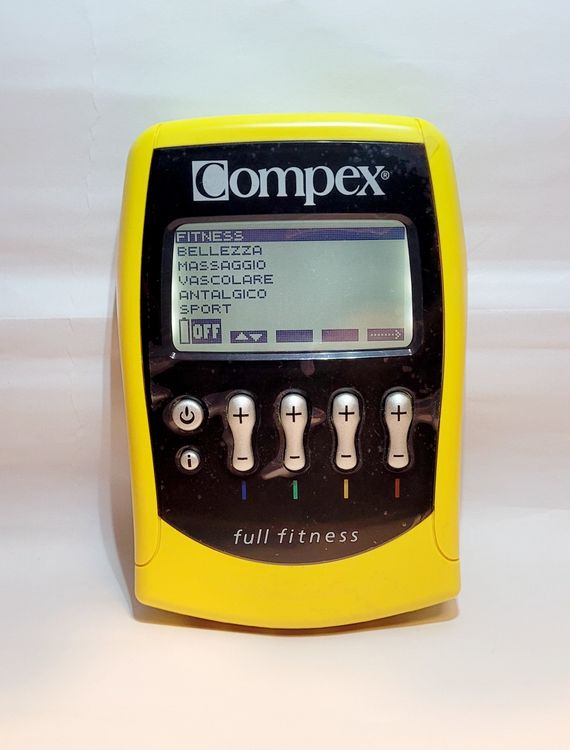 Compex®
FITNESS
BELLEZZA
MASSAGGIO
VASCOLARE
ANTALGICO
SPORT
OFF
+ + + +
i - - - -
full fitness